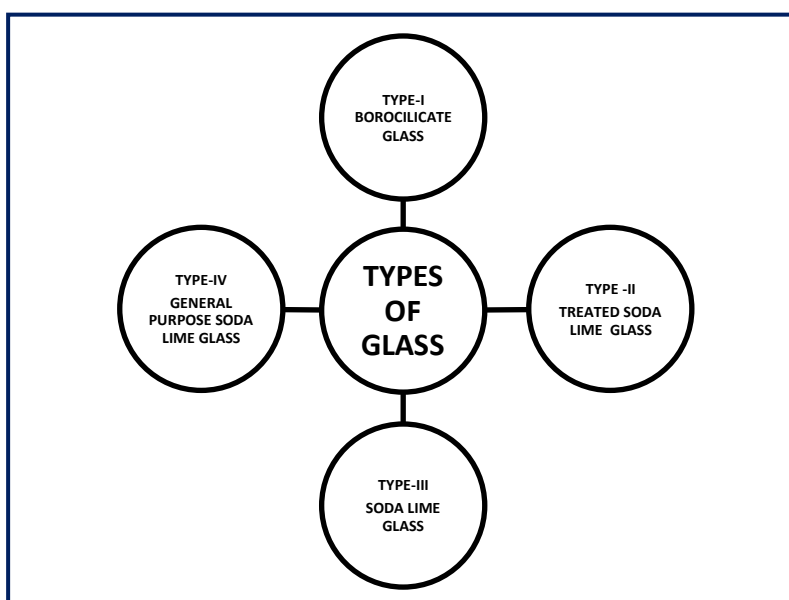 TYPE-I
BOROCILICATE
GLASS
TYPE-IV
GENERAL
PURPOSE SODA
LIME GLASS
TYPES
OF
GLASS
TYPE -II
TREATED SODA
LIME GLASS
TYPE-III
SODA LIME
GLASS